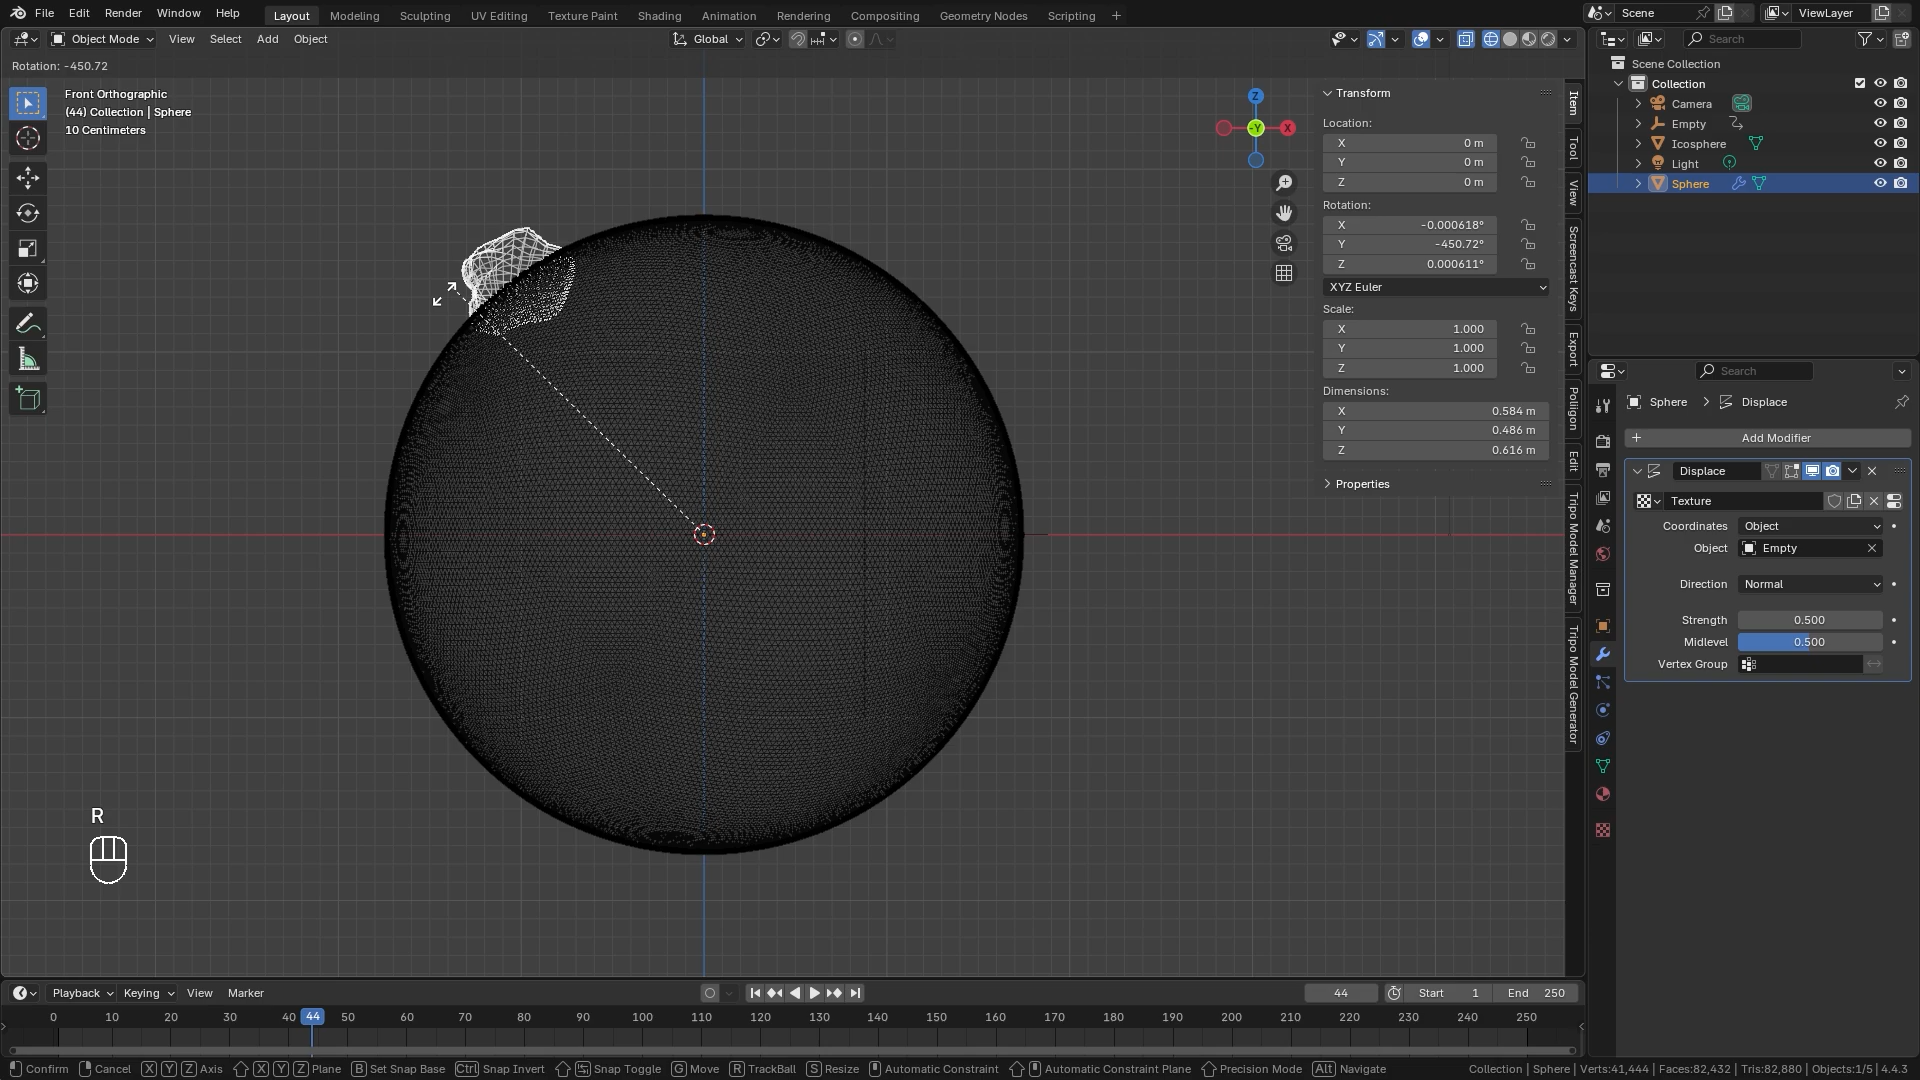 File Edit Render Window Help Layout Modeling Sculpting UV Editing Texture Paint Shading Animation Rendering Compositing Geometry Nodes Scripting + Scene ViewLayer
Object Mode View Select Add Object Global Search
Rotation: -450.72
Front Orthographic
(44) Collection | Sphere
10 Centimeters
Z
-Y
X
Transform
Location:
X 0 m
Y 0 m
Z 0 m
Rotation:
X -0.000618°
Y -450.72°
Z 0.000611°
XYZ Euler
Scale:
X 1.000
Y 1.000
Z 1.000
Dimensions:
X 0.584 m
Y 0.486 m
Z 0.616 m
Properties
Item
Tool
View
Screencast Keys
Export
Poliigon
Edit
Tripo Model Manager
Tripo Model Generator
Scene Collection
Collection
Camera
Empty
Icosphere
Light
Sphere
Search
Sphere > Displace
+ Add Modifier
Displace
Texture
Coordinates Object
Object Empty
Direction Normal
Strength 0.500
Midlevel 0.500
Vertex Group
R
Playback Keying View Marker 44 Start 1 End 250
0 10 20 30 40 44 50 60 70 80 90 100 110 120 130 140 150 160 170 180 190 200 210 220 230 240 250
Confirm Cancel X Y Z Axis X Y Z Plane B Set Snap Base Ctrl Snap Invert Snap Toggle G Move R TrackBall S Resize Automatic Constraint Automatic Constraint Plane Precision Mode Alt Navigate Collection | Sphere | Verts:41,444 | Faces:82,432 | Tris:82,880 | Objects:1/5 | 4.4.3